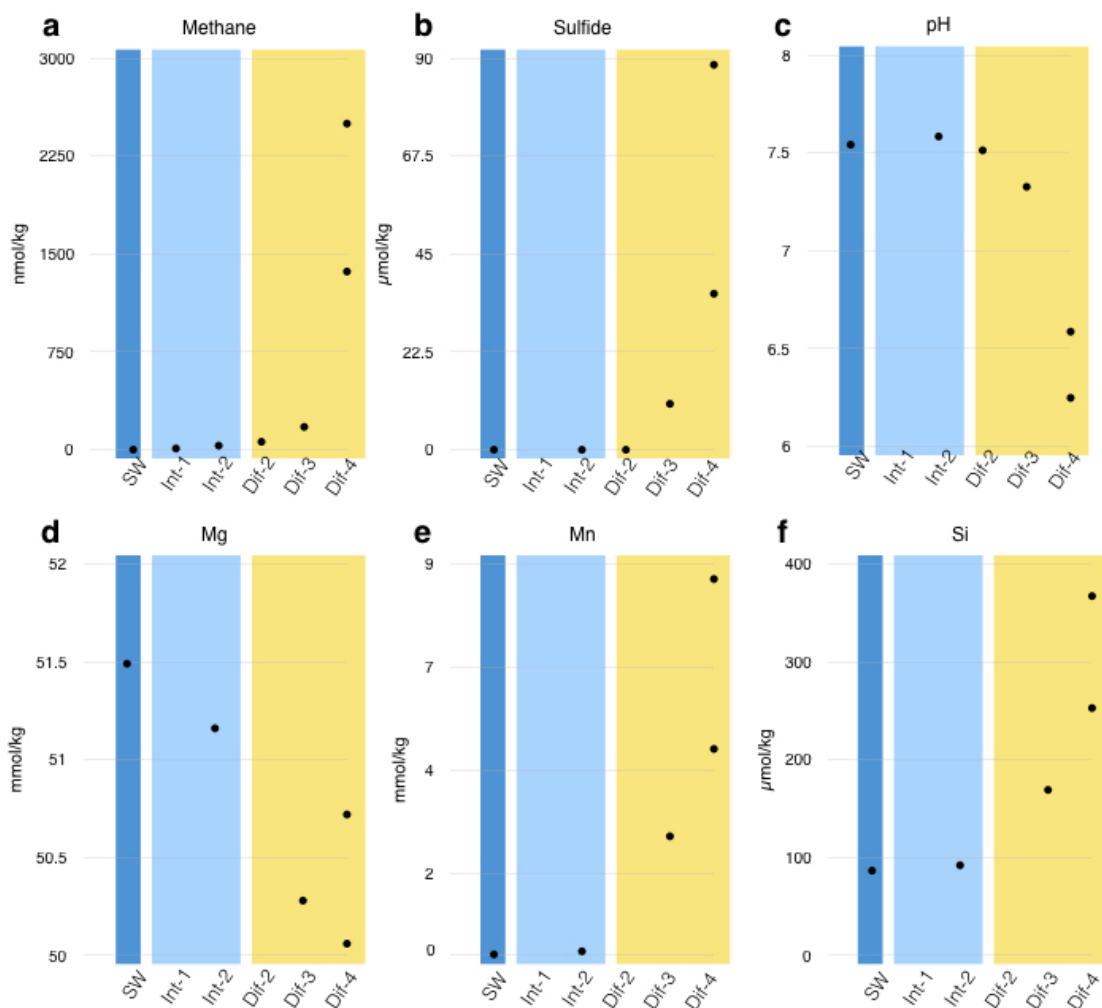 a Methane
3000
2250
1500
750
0
nmol/kg
SW Int-1 Int-2 Dif-2 Dif-3 Dif-4
b Sulfide
90
67.5
45
22.5
0
µmol/kg
SW Int-1 Int-2 Dif-2 Dif-3 Dif-4
c pH
8
7.5
7
6.5
6
SW Int-1 Int-2 Dif-2 Dif-3 Dif-4
d Mg
52
51.5
51
50.5
50
mmol/kg
SW Int-1 Int-2 Dif-2 Dif-3 Dif-4
e Mn
9
7
4
2
0
mmol/kg
SW Int-1 Int-2 Dif-2 Dif-3 Dif-4
f Si
400
300
200
100
0
µmol/kg
SW Int-1 Int-2 Dif-2 Dif-3 Dif-4